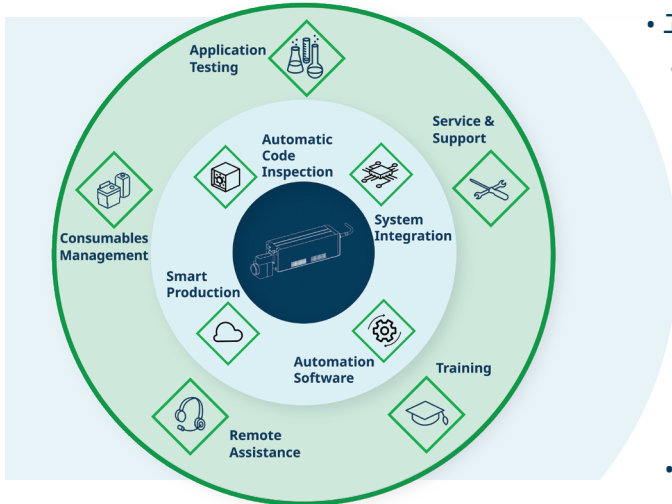 Application
Testing
Service &
Support
Automatic
Code
Inspection
System
Integration
Consumables
Management
Smart
Production
Automation
Software
Training
Remote
Assistance